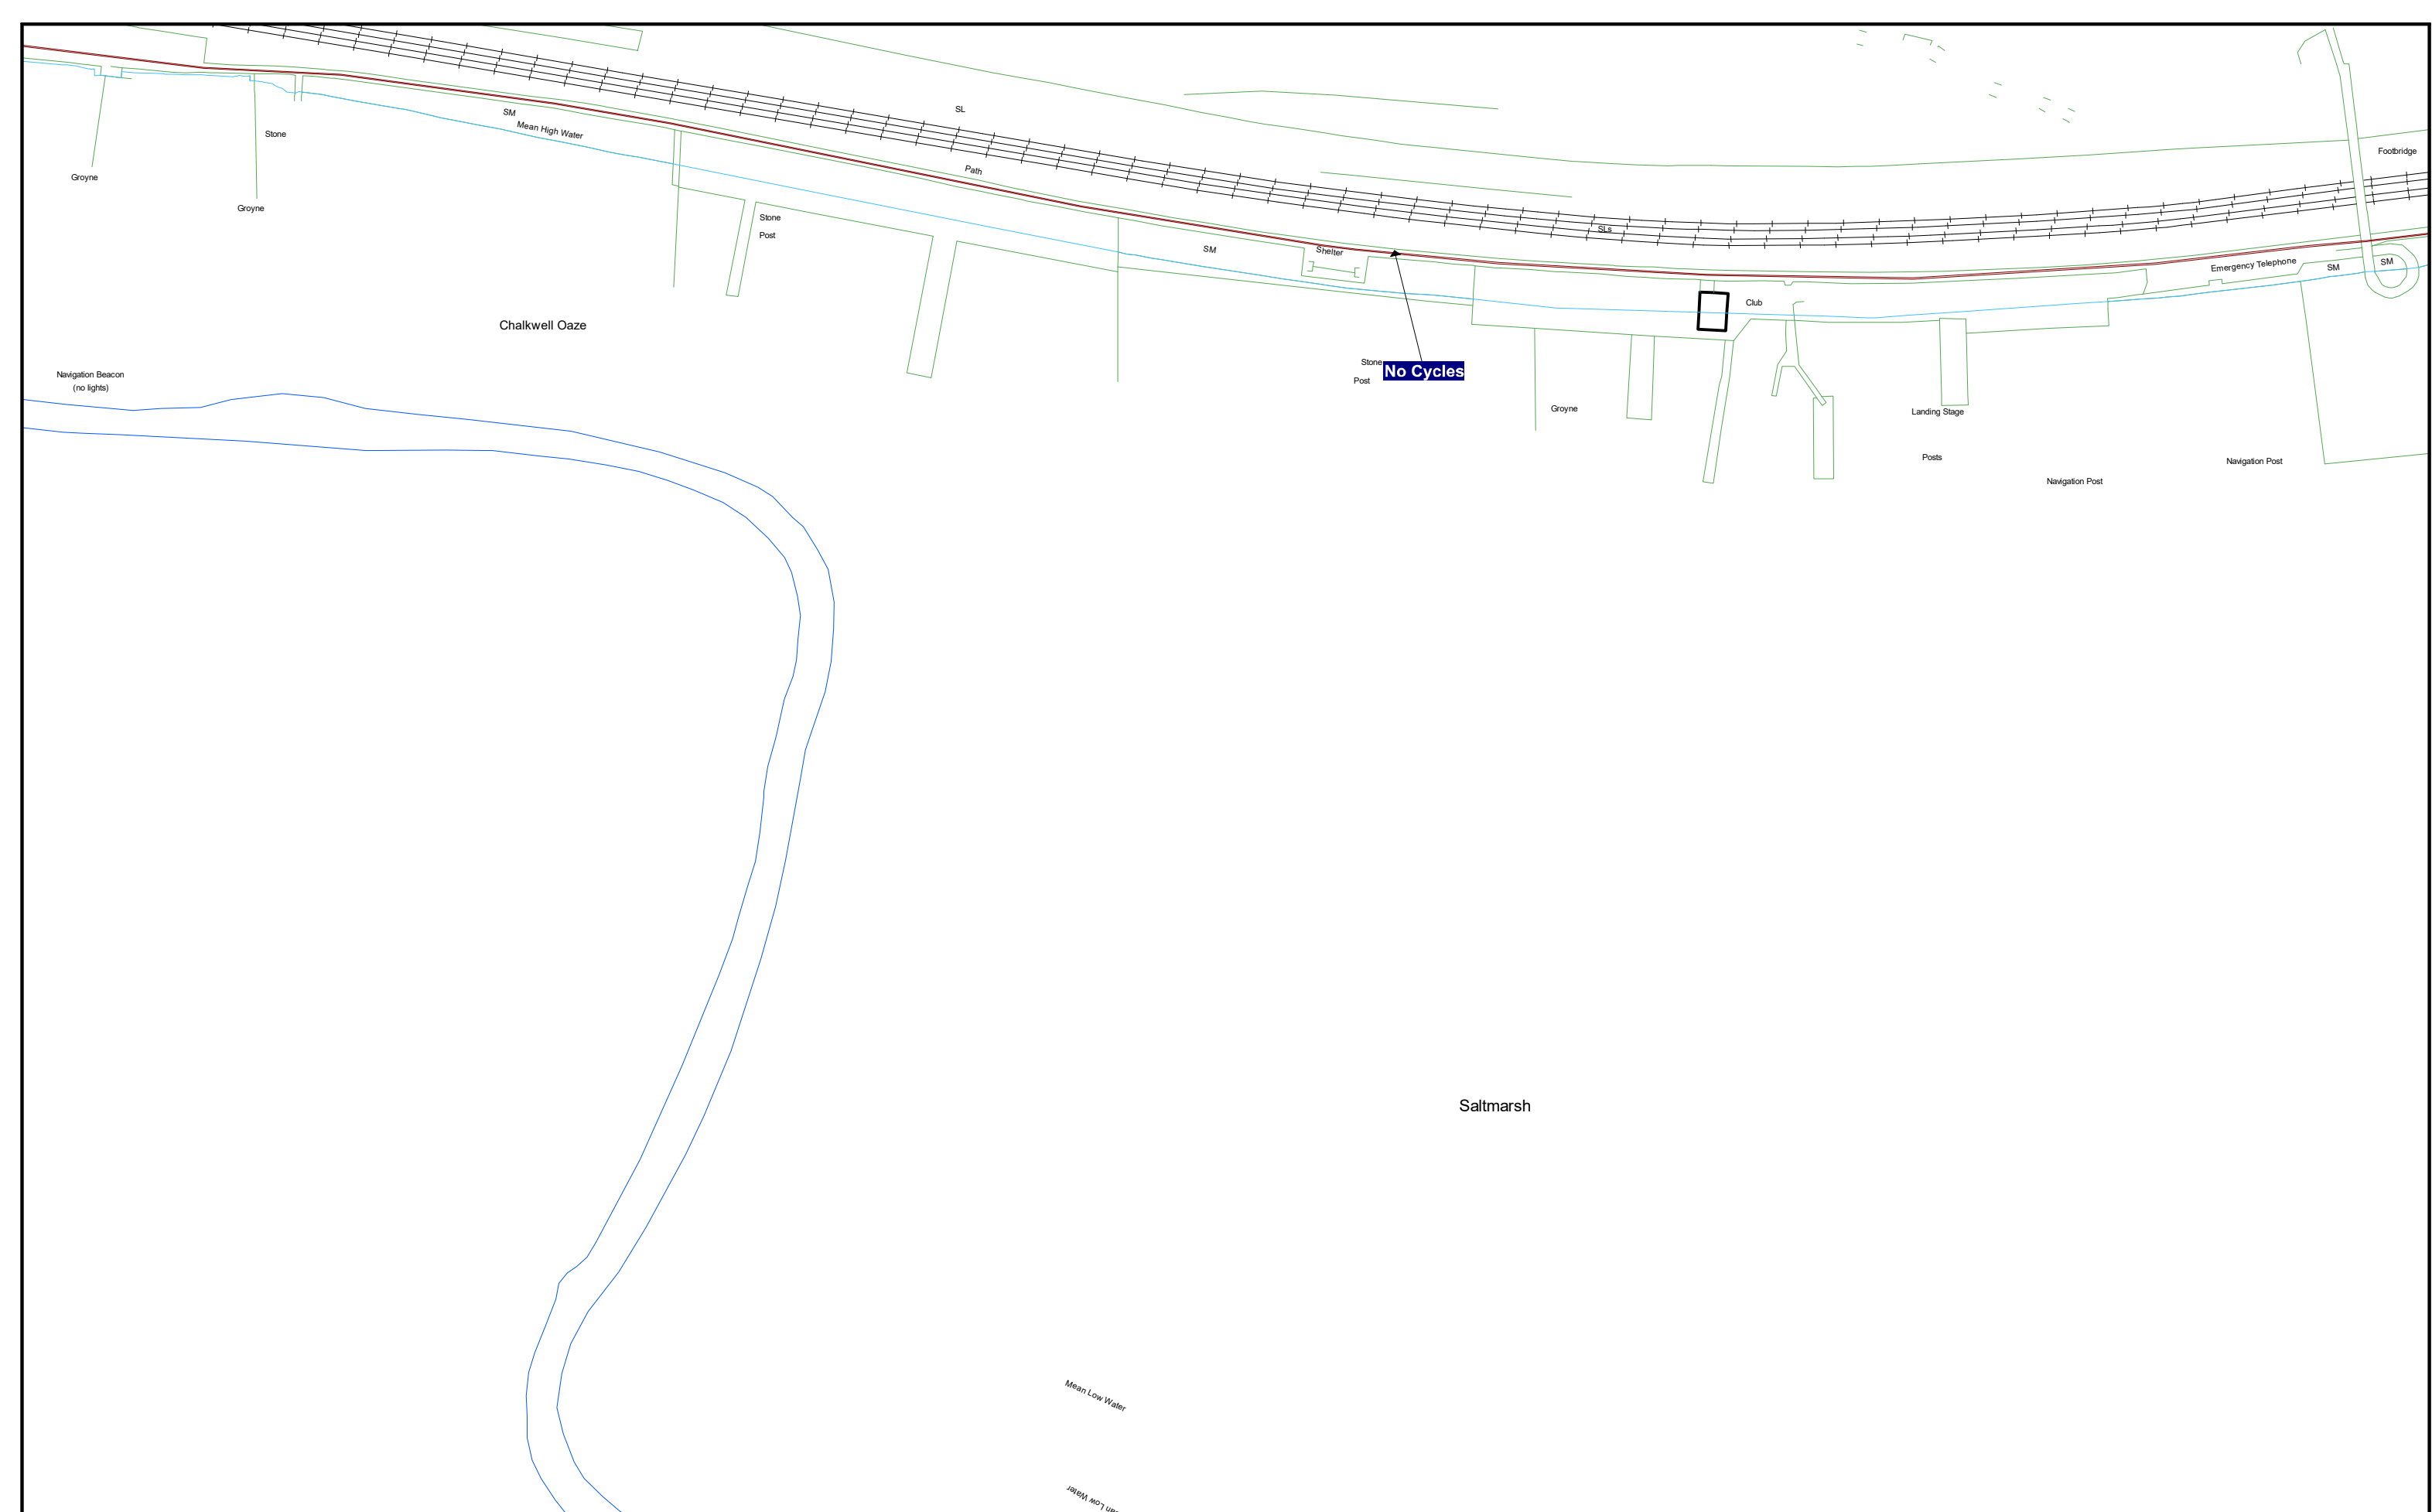 SL
SM
Mean High Water
Stone
Footbridge
Path
Groyne
Groyne
Stone
Post
SLs
SM
Shelter
Emergency Telephone
SM
SM
Club
Chalkwell Oaze
Stone
Post
No Cycles
Navigation Beacon
(no lights)
Groyne
Landing Stage
Posts
Navigation Post
Navigation Post
Saltmarsh
Mean Low Water
Low Water